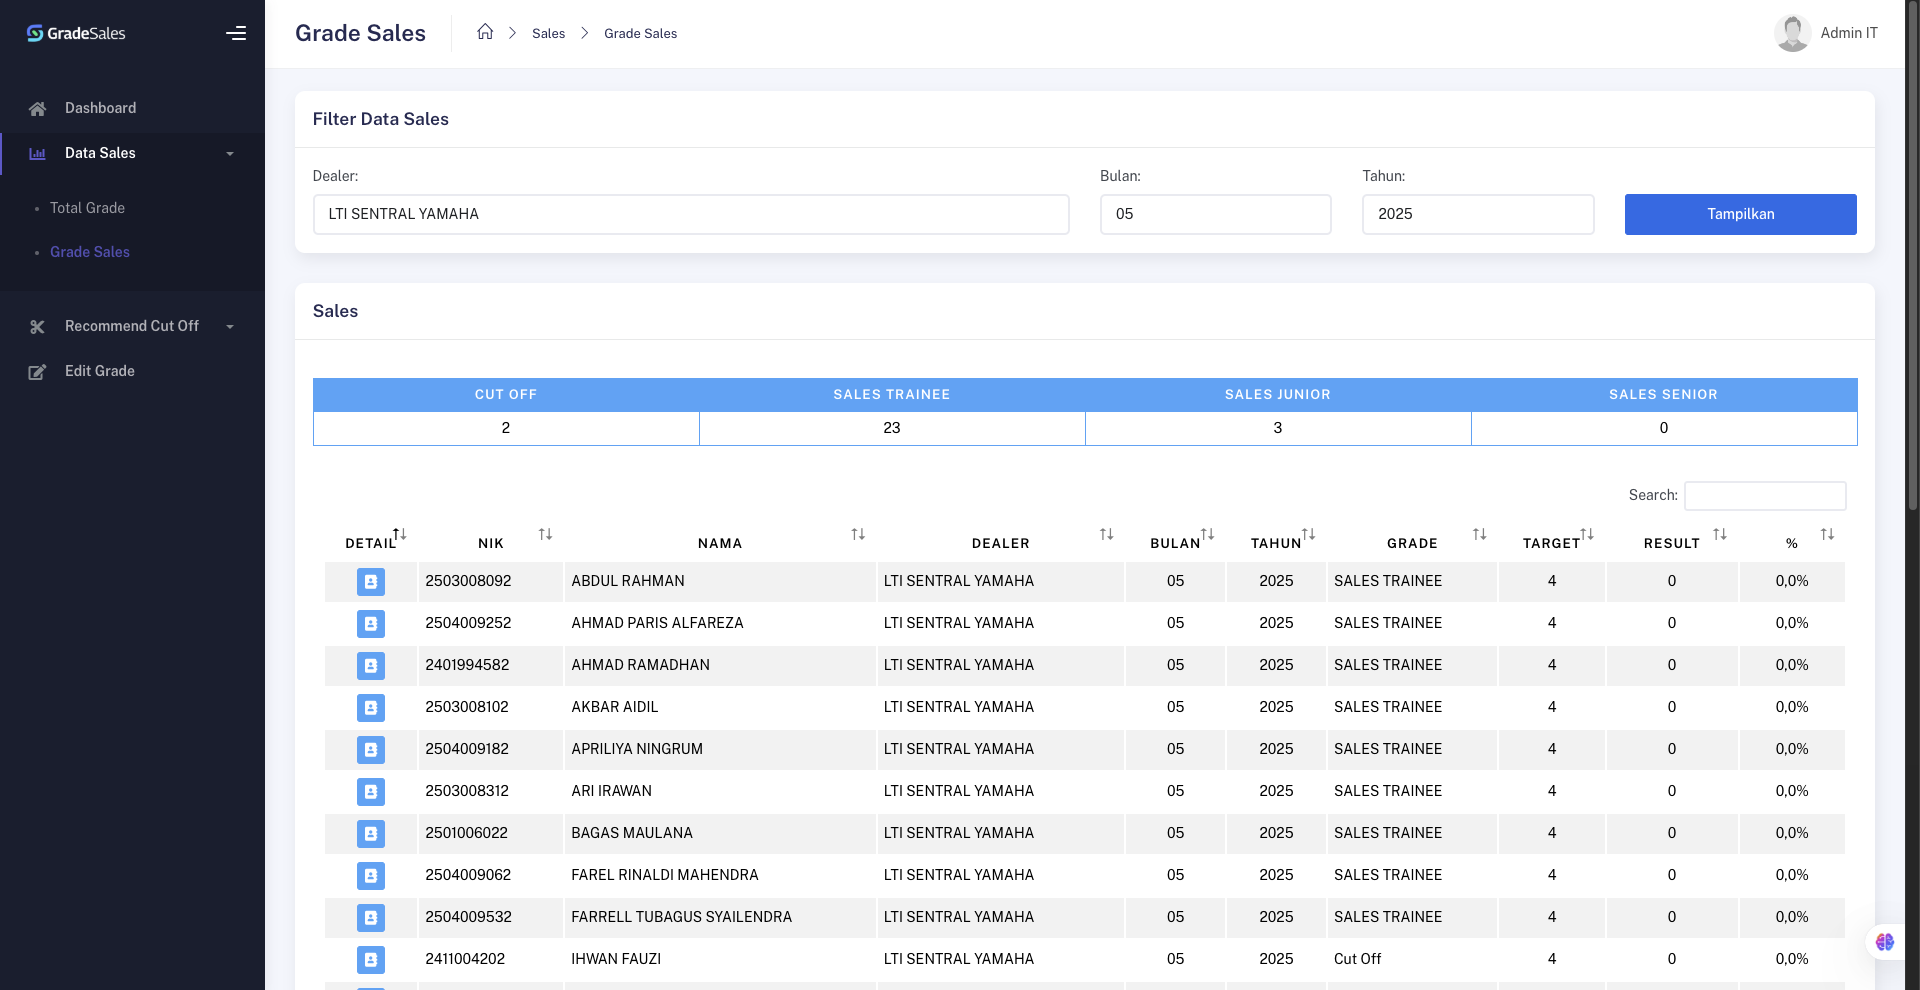 GradeSales
Grade Sales
Sales
Grade Sales
Admin IT
Dashboard
Data Sales
Total Grade
Grade Sales
Recommend Cut Off
Edit Grade
Filter Data Sales
Dealer:
Bulan:
Tahun:
LTI SENTRAL YAMAHA
05
2025
Tampilkan
Sales
CUT OFF SALES TRAINEE SALES JUNIOR SALES SENIOR
2 23 3 0
Search:
DETAIL NIK NAMA DEALER BULAN TAHUN GRADE TARGET RESULT %
2503008092 ABDUL RAHMAN LTI SENTRAL YAMAHA 05 2025 SALES TRAINEE 4 0 0,0%
2504009252 AHMAD PARIS ALFAREZA LTI SENTRAL YAMAHA 05 2025 SALES TRAINEE 4 0 0,0%
2401994582 AHMAD RAMADHAN LTI SENTRAL YAMAHA 05 2025 SALES TRAINEE 4 0 0,0%
2503008102 AKBAR AIDIL LTI SENTRAL YAMAHA 05 2025 SALES TRAINEE 4 0 0,0%
2504009182 APRILIYA NINGRUM LTI SENTRAL YAMAHA 05 2025 SALES TRAINEE 4 0 0,0%
2503008312 ARI IRAWAN LTI SENTRAL YAMAHA 05 2025 SALES TRAINEE 4 0 0,0%
2501006022 BAGAS MAULANA LTI SENTRAL YAMAHA 05 2025 SALES TRAINEE 4 0 0,0%
2504009062 FAREL RINALDI MAHENDRA LTI SENTRAL YAMAHA 05 2025 SALES TRAINEE 4 0 0,0%
2504009532 FARRELL TUBAGUS SYAILENDRA LTI SENTRAL YAMAHA 05 2025 SALES TRAINEE 4 0 0,0%
2411004202 IHWAN FAUZI LTI SENTRAL YAMAHA 05 2025 Cut Off 4 0 0,0%